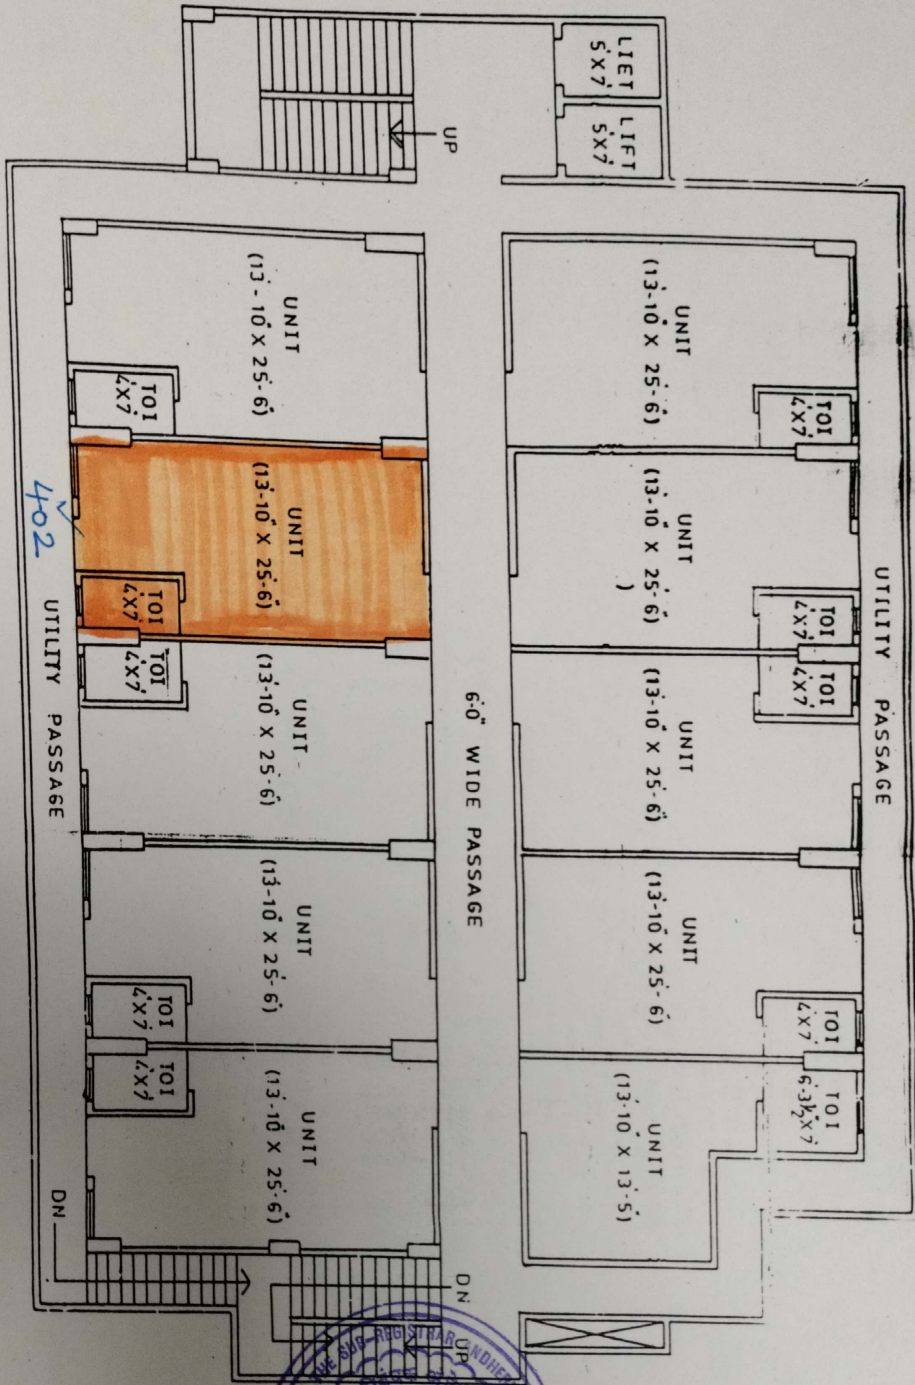 LIET
5'X7'
LIFT
5'X7'
UP
UNIT
(13'-10" X 25'-6")
TOI
4'X7'
UNIT
(13'-10" X 25'-6")
TOI
4'X7'
UNIT
(13'-10" X 25'-6")
TOI
4'X7'
UNIT
(13'-10" X 25'-6")
TOI
4'X7'
UNIT
(13'-10" X 25'-6")
TOI
4'X7'
402
UTILITY PASSAGE
6'-0" WIDE PASSAGE
UNIT
(13'-10" X 25'-6")
TOI
4'X7'
UNIT
(13'-10" X 25'-6")
TOI
4'X7'
TOI
4'X7'
UNIT
(13'-10" X 25'-6")
UNIT
(13'-10" X 25'-6")
TOI
4'X7'
TOI
6'-3½"X7'
UNIT
(13'-10" X 13'-5")
UTILITY PASSAGE
DN
DN
UP
THE SUB-REGISTRAR ANDHERI